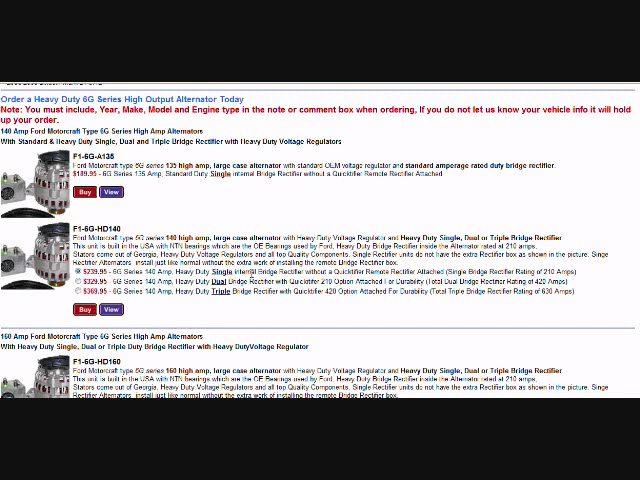 Order a Heavy Duty 6G Series High Output Alternator Today
Note: You must include, Year, Make, Model and Engine type in the note or comment box when ordering, If you do not let us know your vehicle info it will hold
up your order.
140 Amp Ford Motorcraft Type 6G Series High Amp Alternators
With Standard & Heavy Duty Single, Dual and Triple Bridge Rectifier with Heavy Duty Voltage Regulators
F1-6G-A135
Ford Motorcraft type 6G series 135 high amp, large case alternator with standard OEM voltage regulator and standard amperage rated duty bridge rectifier.
$189.95 - 6G Series 135 Amp, Standard Duty Single internal Bridge Rectifier without a Quicktifier Remote Rectifier Attached
Buy View
F1-6G-HD140
Ford Motorcraft type 6G series 140 high amp, large case alternator with Heavy Duty Voltage Regulator and Heavy Duty Single, Dual or Triple Bridge Rectifier
This unit is built in the USA with NTN bearings which are the OE Bearings used by Ford, Heavy Duty Bridge Rectifier inside the Alternator rated at 210 amps,
Stators come out of Georgia, Heavy Duty Voltage Regulators and all top Quality Components. Single Rectifier units do not have the extra Rectifier box as shown in the picture. Singe
Rectifier Alternators install just like normal without the extra work of installing the remote Bridge Rectifier box.
$239.95 - 6G Series 140 Amp, Heavy Duty Single internal Bridge Rectifier without a Quicktifier Remote Rectifier Attached (Single Bridge Rectifier Rating of 210 Amps)
$329.95 - 6G Series 140 Amp, Heavy Duty Dual Bridge Rectifier with Quicktifier 210 Option Attached For Durability (Total Dual Bridge Rectifier Rating of 420 Amps)
$369.95 - 6G Series 140 Amp, Heavy Duty Triple Bridge Rectifier with Quicktifier 420 Option Attached For Durability (Total Triple Bridge Rectifier Rating of 630 Amps)
Buy View
160 Amp Ford Motorcraft Type 6G Series High Amp Alternators
With Heavy Duty Single, Dual or Triple Duty Bridge Rectifier with Heavy DutyVoltage Regulator
F1-6G-HD160
Ford Motorcraft type 6G series 160 high amp, large case alternator with Heavy Duty Voltage Regulator and Heavy Duty Single, Dual or Triple Bridge Rectifier.
This unit is built in the USA with NTN bearings which are the OE Bearings used by Ford, Heavy Duty Bridge Rectifier inside the Alternator rated at 210 amps,
Stators come out of Georgia, Heavy Duty Voltage Regulators and all top Quality Components. Single Rectifier units do not have the extra Rectifier box as shown in the picture. Singe
Rectifier Alternators install just like normal without the extra work of installing the remote Bridge Rectifier box.